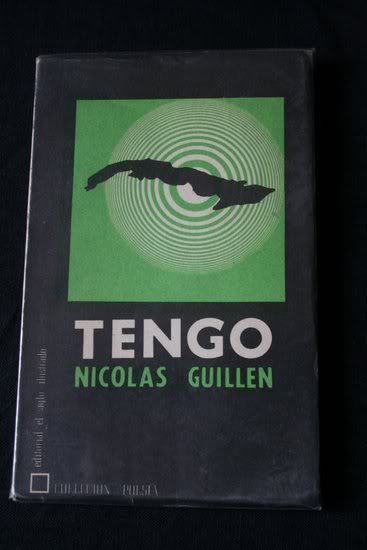 TENGO
NICOLAS GUILLEN
editorial el siglo ilustrado
COLECCION POESIA